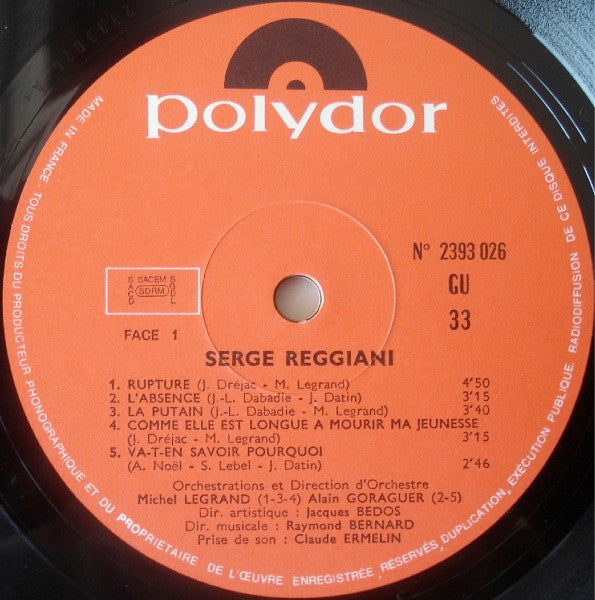 polydor
MADE IN FRANCE · TOUS DROITS DU PRODUCTEUR PHONOGRAPHIQUE ET DU PROPRIETAIRE DE L'ŒUVRE ENREGISTRÉE, RESERVÉS, DUPLICATION, EXÉCUTION PUBLIQUE, RADIODIFFUSION DE CE DISQUE INTERDITES
N° 2393 026
GU
33
SACD
SACEM
SDRM
SGDL
FACE 1
SERGE REGGIANI
1. RUPTURE (J. Dréjac - M. Legrand) 4'50
2. L'ABSENCE (J.-L. Dabadie - J. Datin) 3'15
3. LA PUTAIN (J.-L. Dabadie - M. Legrand) 3'40
4. COMME ELLE EST LONGUE A MOURIR MA JEUNESSE
(J. Dréjac - M. Legrand) 3'15
5. VA-T-EN SAVOIR POURQUOI
(A. Noël - S. Lebel - J. Datin) 2'46
Orchestrations et Direction d'Orchestre
Michel LEGRAND (1-3-4) Alain GORAGUER (2-5)
Dir. artistique : Jacques BEDOS
Dir. musicale : Raymond BERNARD
Prise de son : Claude ERMELIN